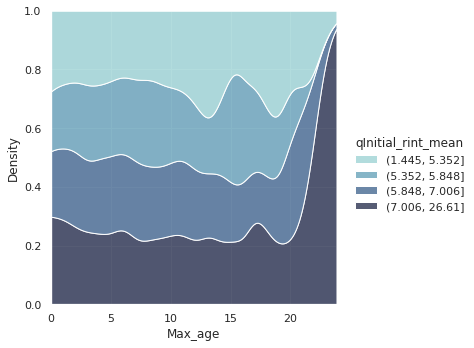 1.0
0.8
0.6
0.4
0.2
0.0
Density
0 5 10 15 20
Max_age
qInitial_rint_mean
(1.445, 5.352]
(5.352, 5.848]
(5.848, 7.006]
(7.006, 26.61]